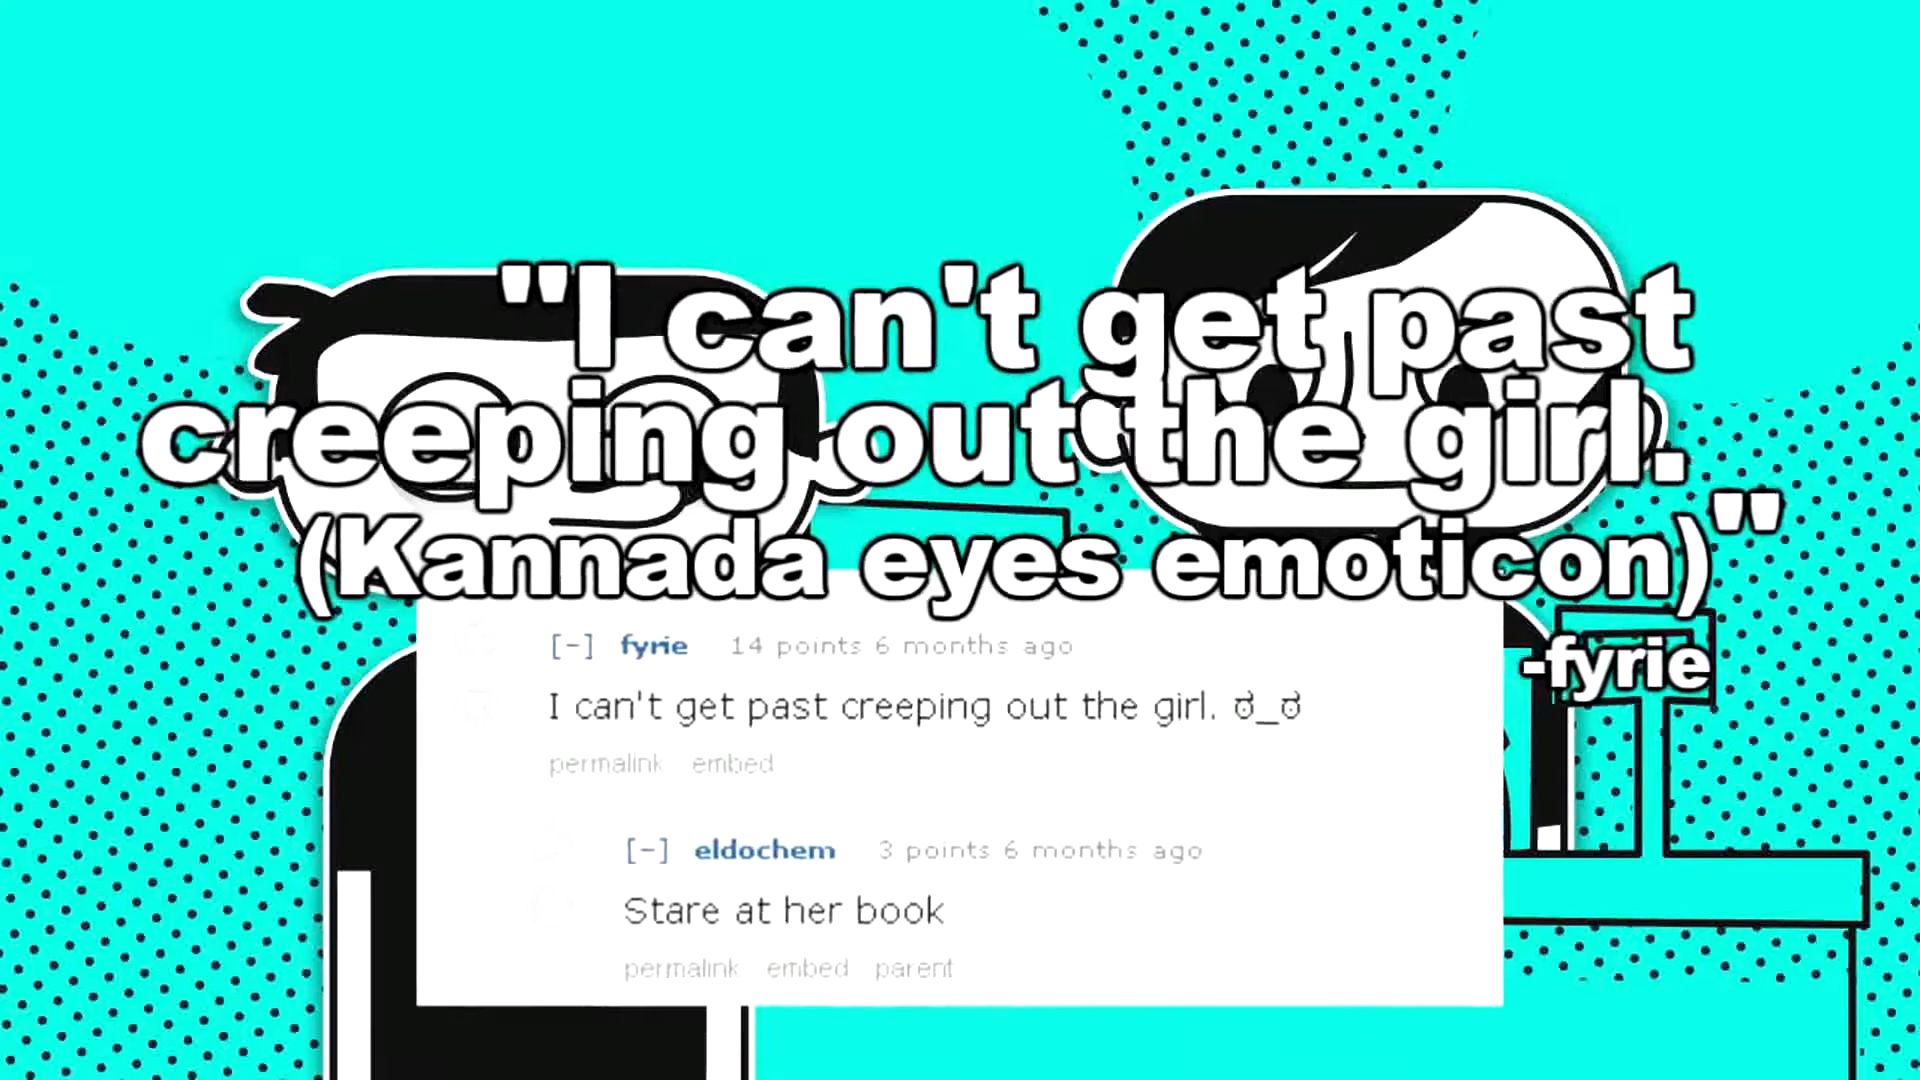 "I can't get past
creeping out the girl.
(Kannada eyes emoticon)"
-fyrie
[-] fyrie 14 points 6 months ago
I can't get past creeping out the girl. ಠ_ಠ
permalink embed
[-] eldochem 3 points 6 months ago
Stare at her book
permalink embed parent